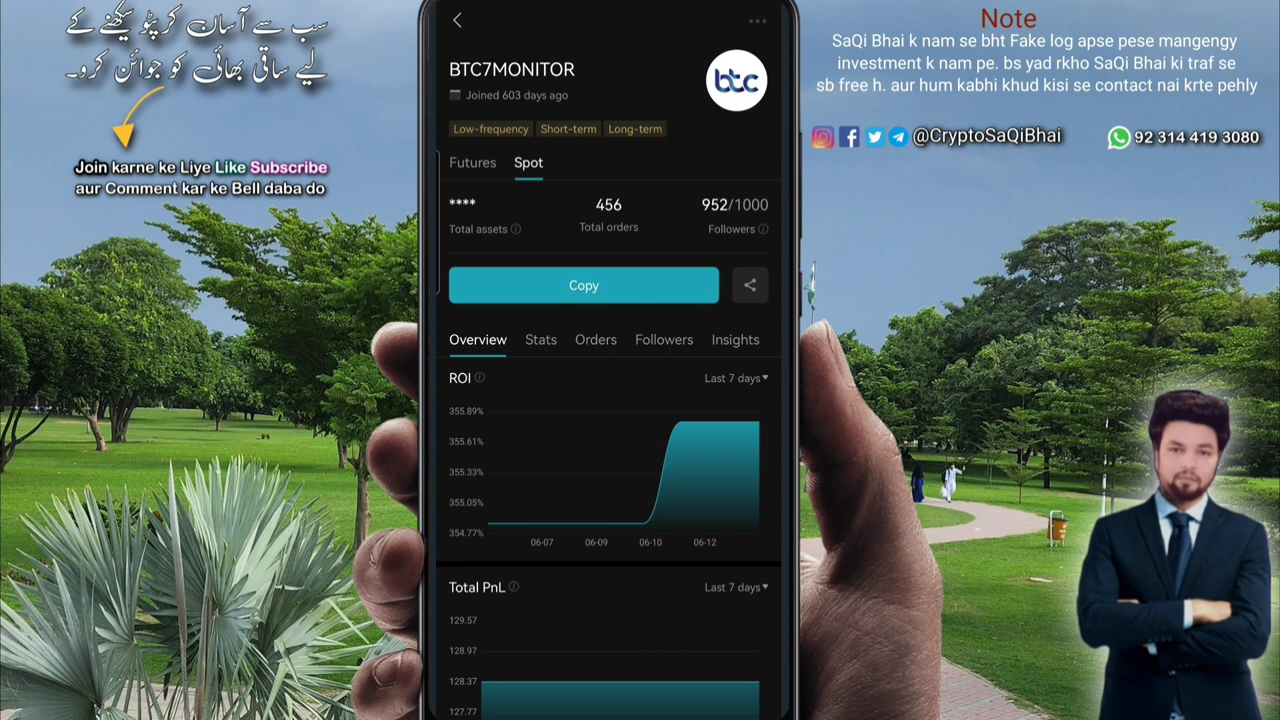 سب سے آسان کرپٹو سیکھنے کے
لیے ساقی بھائی کو جوائن کرو۔
Join karne ke Liye Like Subscribe
aur Comment kar ke Bell daba do
BTC7MONITOR
Joined 603 days ago
btc
Low-frequency Short-term Long-term
Futures Spot
**** 456 952/1000
Total assets Total orders Followers
Copy
Overview Stats Orders Followers Insights
ROI Last 7 days
355.89%
355.61%
355.33%
355.05%
354.77%
06-07 06-09 06-10 06-12
Total PnL Last 7 days
129.57
128.97
128.37
127.77
Note
SaQi Bhai k nam se bht Fake log apse pese mangengy
investment k nam pe. bs yad rkho SaQi Bhai ki traf se
sb free h. aur hum kabhi khud kisi se contact nai krte pehly
@CryptoSaQiBhai 92 314 419 3080